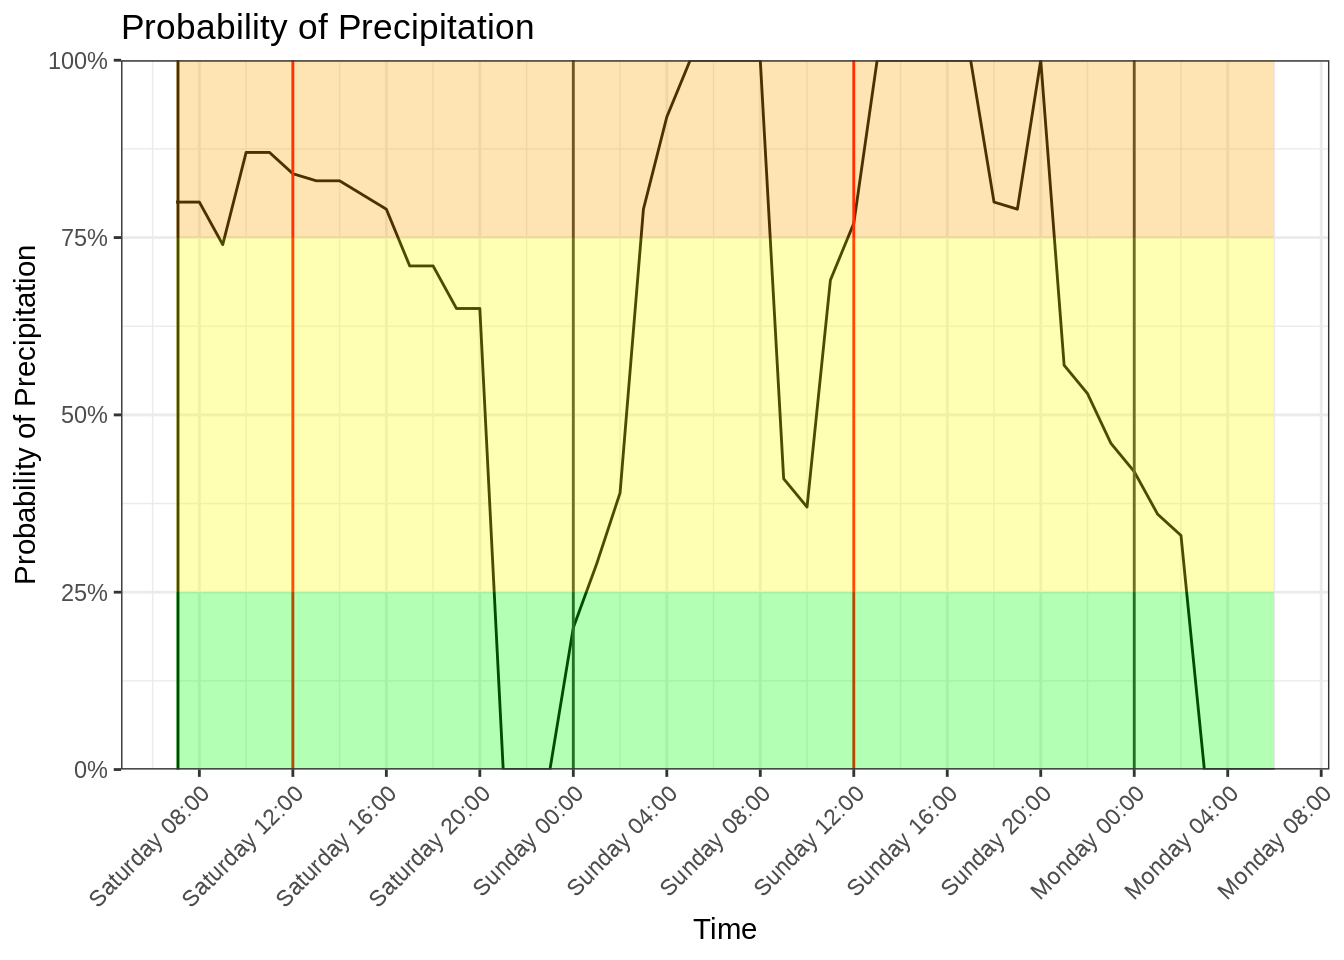 Probability of Precipitation
Probability of Precipitation
100%
75%
50%
25%
0%
Saturday 08:00
Saturday 12:00
Saturday 16:00
Saturday 20:00
Sunday 00:00
Sunday 04:00
Sunday 08:00
Sunday 12:00
Sunday 16:00
Sunday 20:00
Monday 00:00
Monday 04:00
Monday 08:00
Time